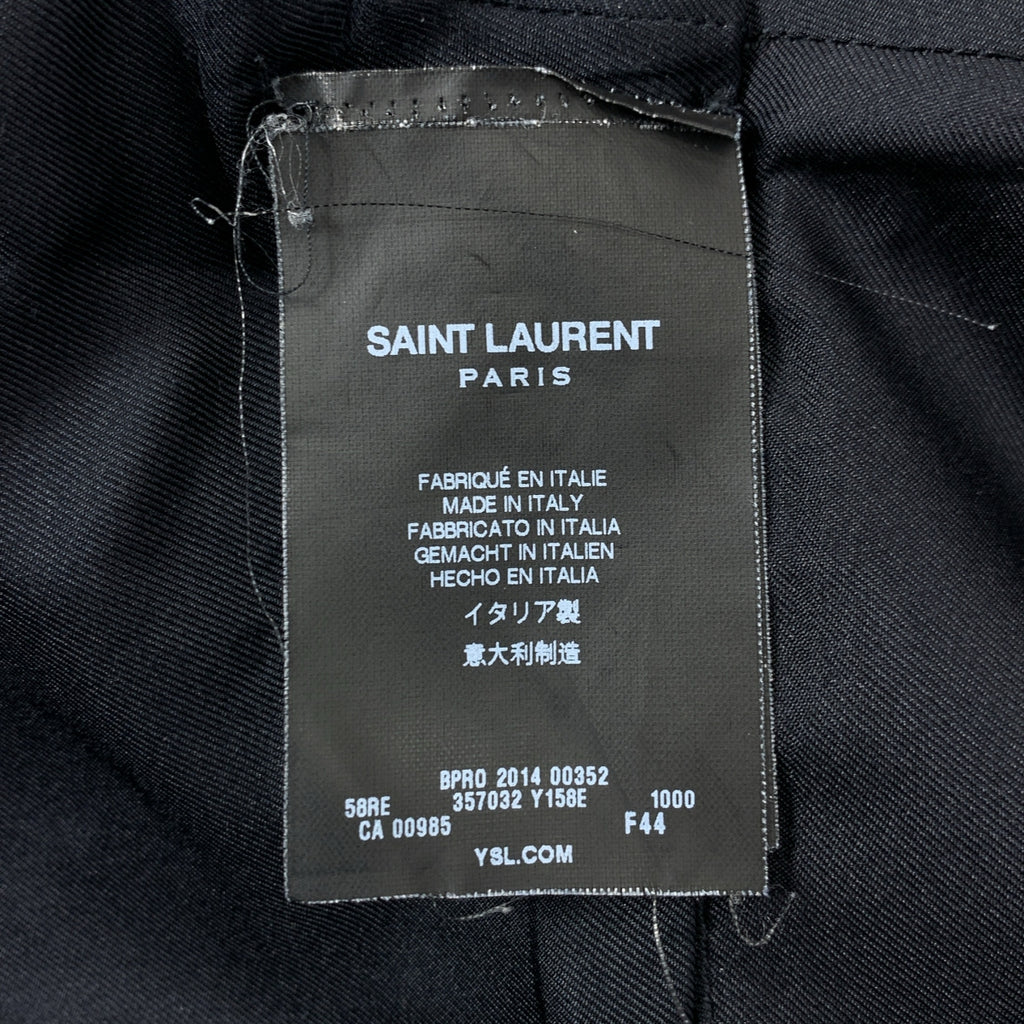 SAINT LAURENT
PARIS
FABRIQUÉ EN ITALIE
MADE IN ITALY
FABBRICATO IN ITALIA
GEMACHT IN ITALIEN
HECHO EN ITALIA
イタリア製
意大利制造
BPRO 2014 00352
58RE 357032 Y158E 1000
CA 00985 F44
YSL.COM